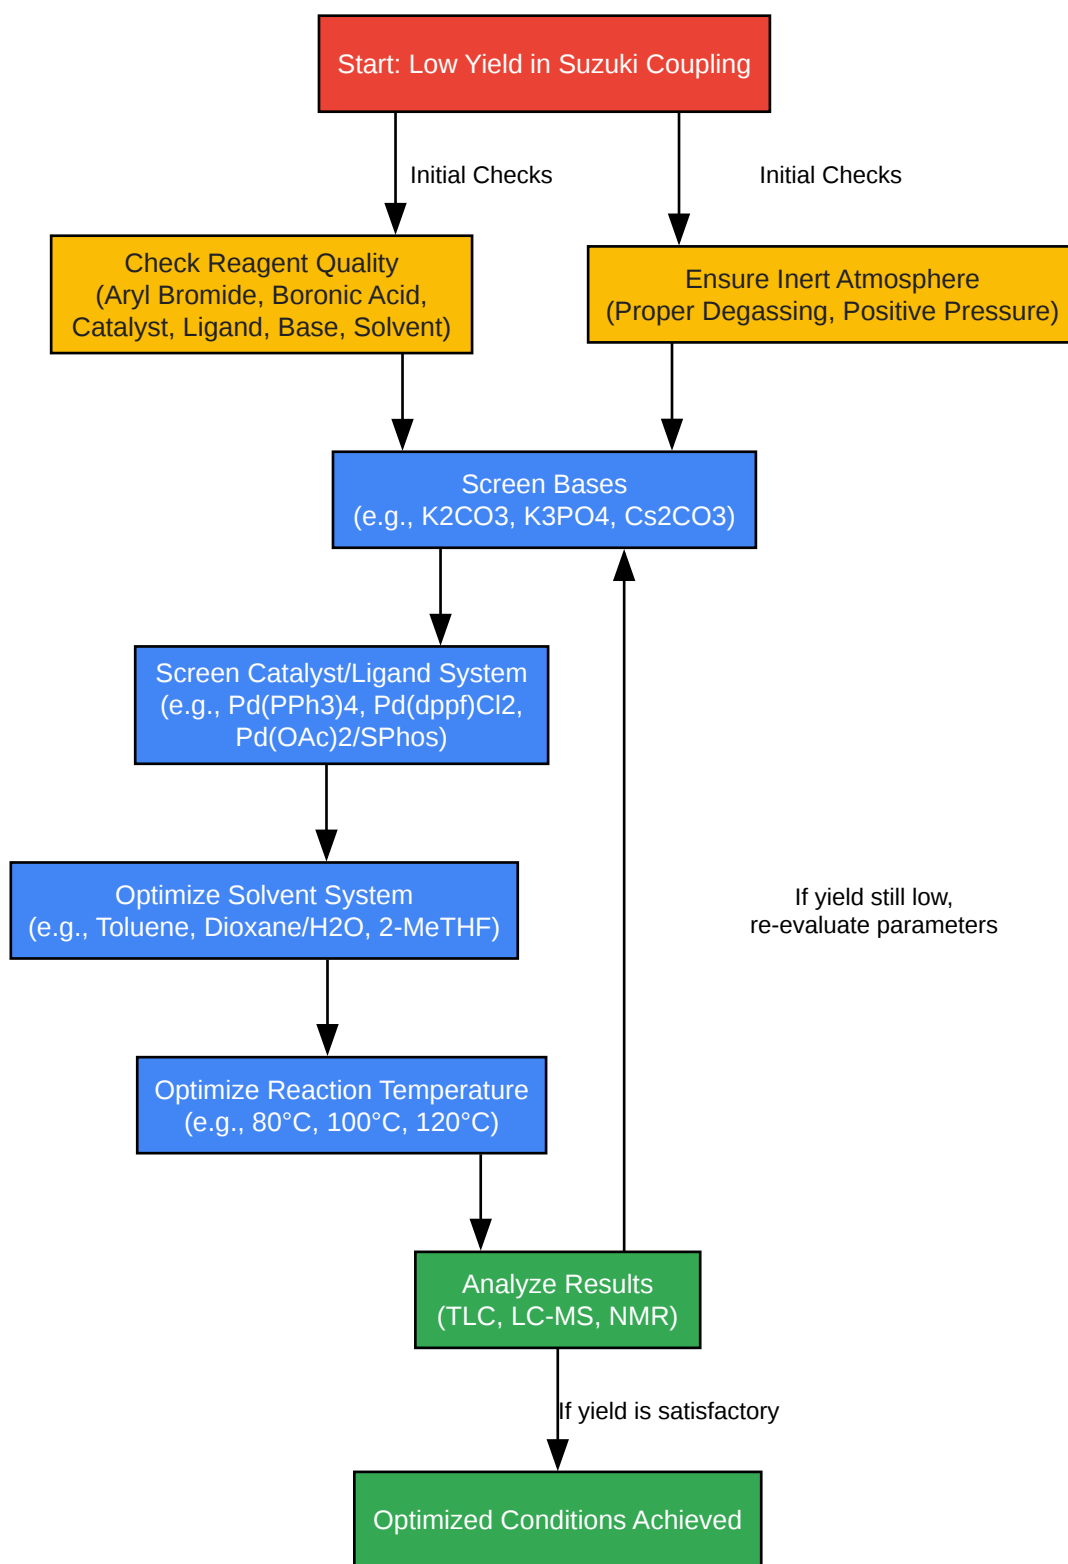 Start: Low Yield in Suzuki Coupling
Initial Checks
Initial Checks
Check Reagent Quality
(Aryl Bromide, Boronic Acid,
Catalyst, Ligand, Base, Solvent)
Ensure Inert Atmosphere
(Proper Degassing, Positive Pressure)
Screen Bases
(e.g., K2CO3, K3PO4, Cs2CO3)
Screen Catalyst/Ligand System
(e.g., Pd(PPh3)4, Pd(dppf)Cl2,
Pd(OAc)2/SPhos)
Optimize Solvent System
(e.g., Toluene, Dioxane/H2O, 2-MeTHF)
If yield still low,
re-evaluate parameters
Optimize Reaction Temperature
(e.g., 80°C, 100°C, 120°C)
Analyze Results
(TLC, LC-MS, NMR)
If yield is satisfactory
Optimized Conditions Achieved